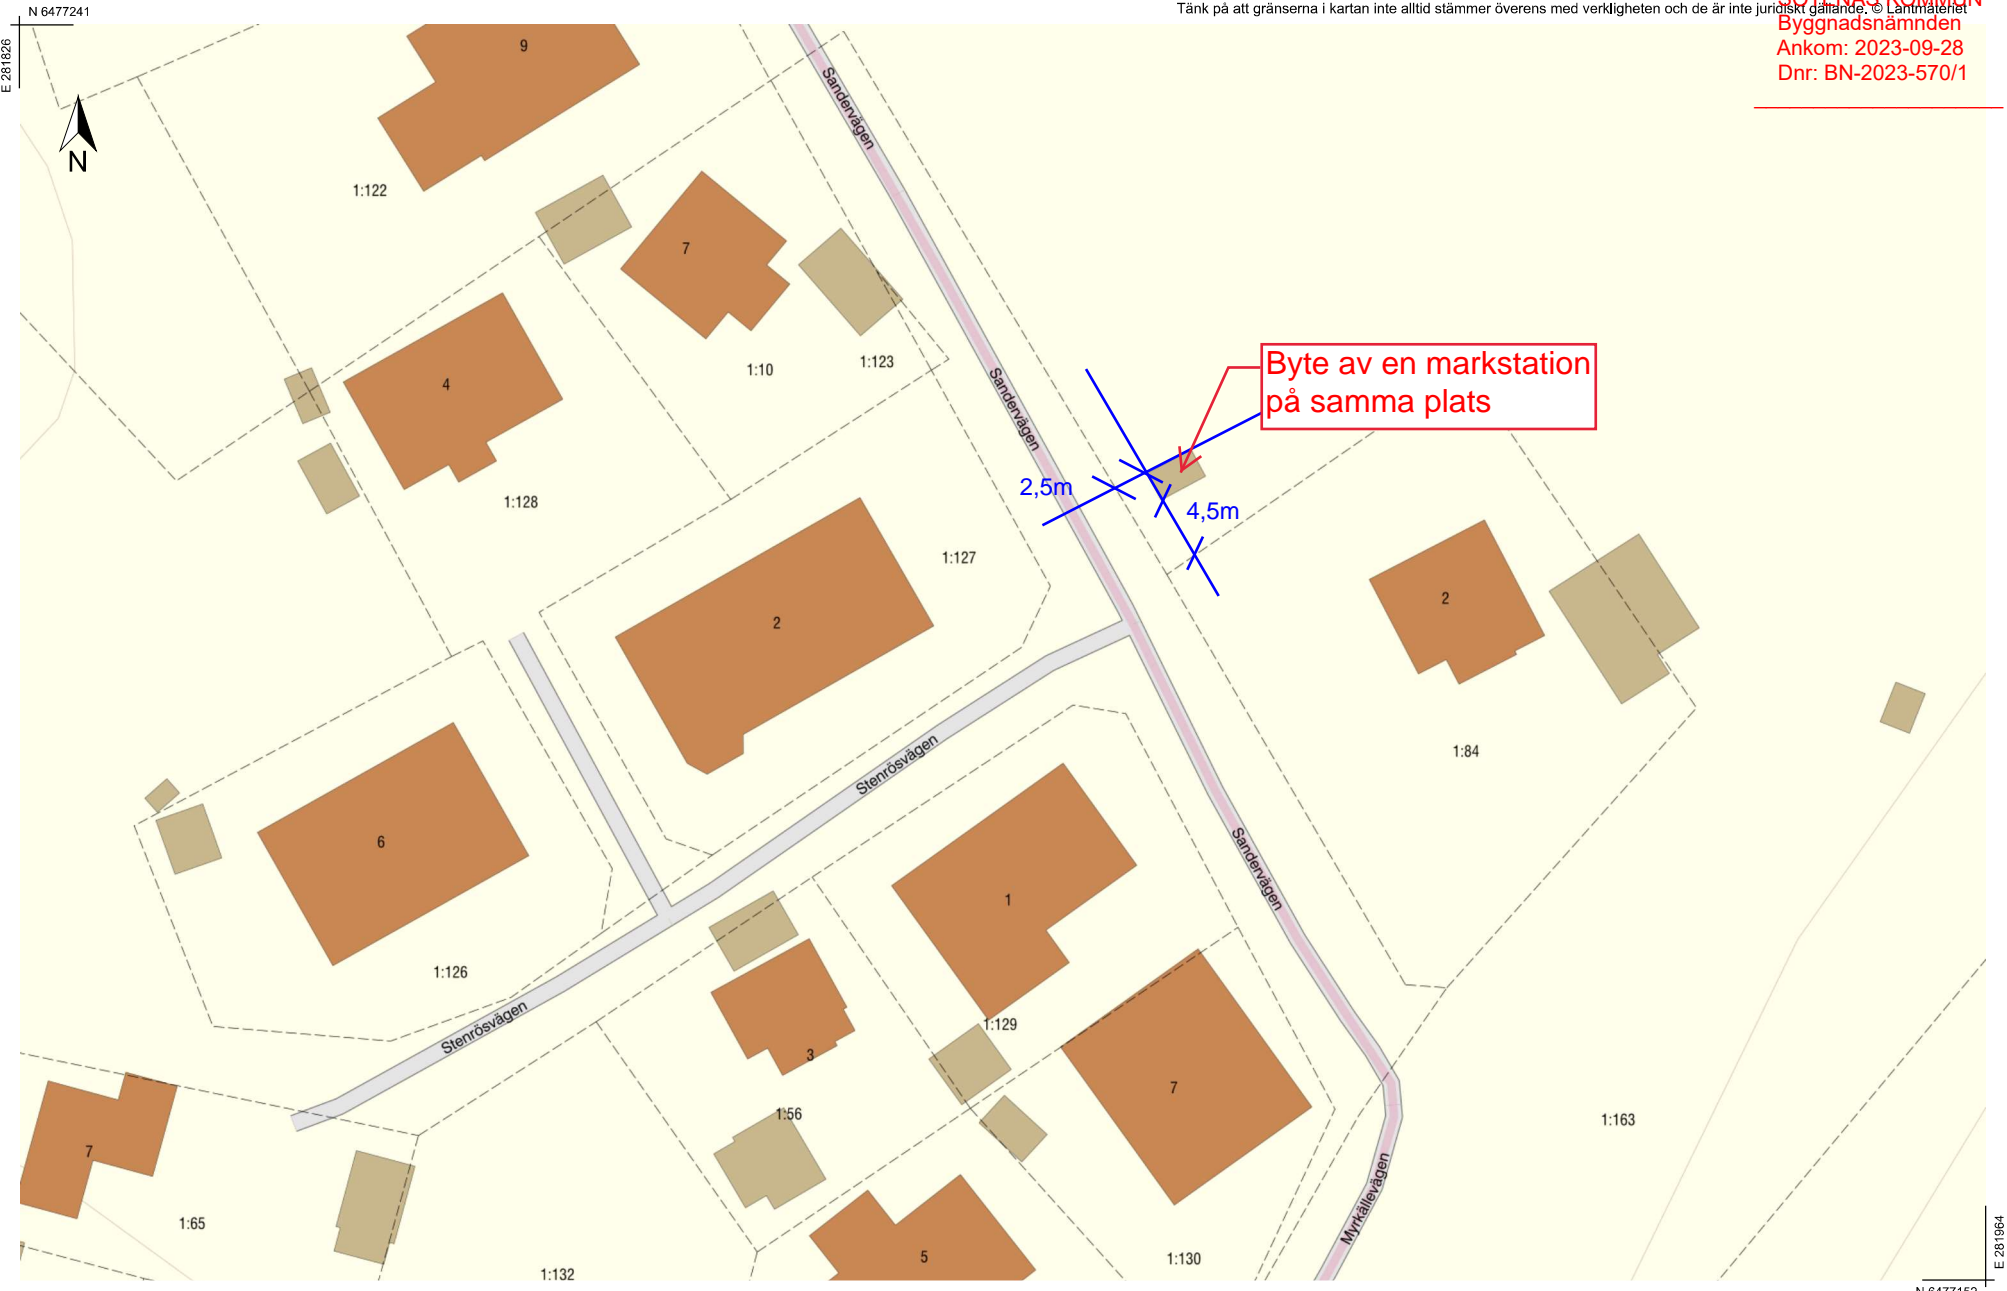 N 6477241
E 281826
Tänk på att gränserna i kartan inte alltid stämmer överens med verkligheten och de är inte juridiskt gällande. © Lantmäteriet
SOTENÄS KOMMUN
Byggnadsnämnden
Ankom: 2023-09-28
Dnr: BN-2023-570/1
N
9
Sandervägen
1:122
7
4
1:10
1:123
Sandervägen
Byte av en markstation
på samma plats
2,5m
4,5m
1:128
1:127
2
2
1:84
Stenrösvägen
6
1
Sandervägen
1:126
Stenrösvägen
3
1:129
7
1:56
1:163
7
Myrkällevägen
1:65
5
1:130
1:132
E 281964
N 6477152